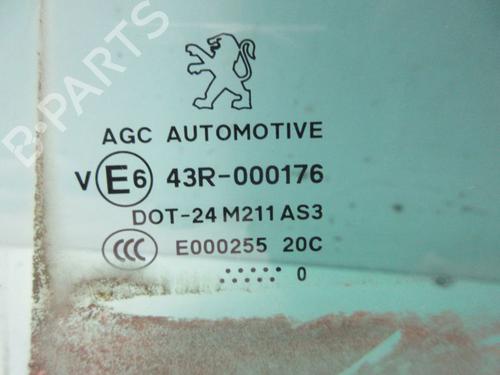 B-PARTS
AGC AUTOMOTIVE
V E6 43R-000176
DOT-24 M211 AS3
CCC E000255 20C
0